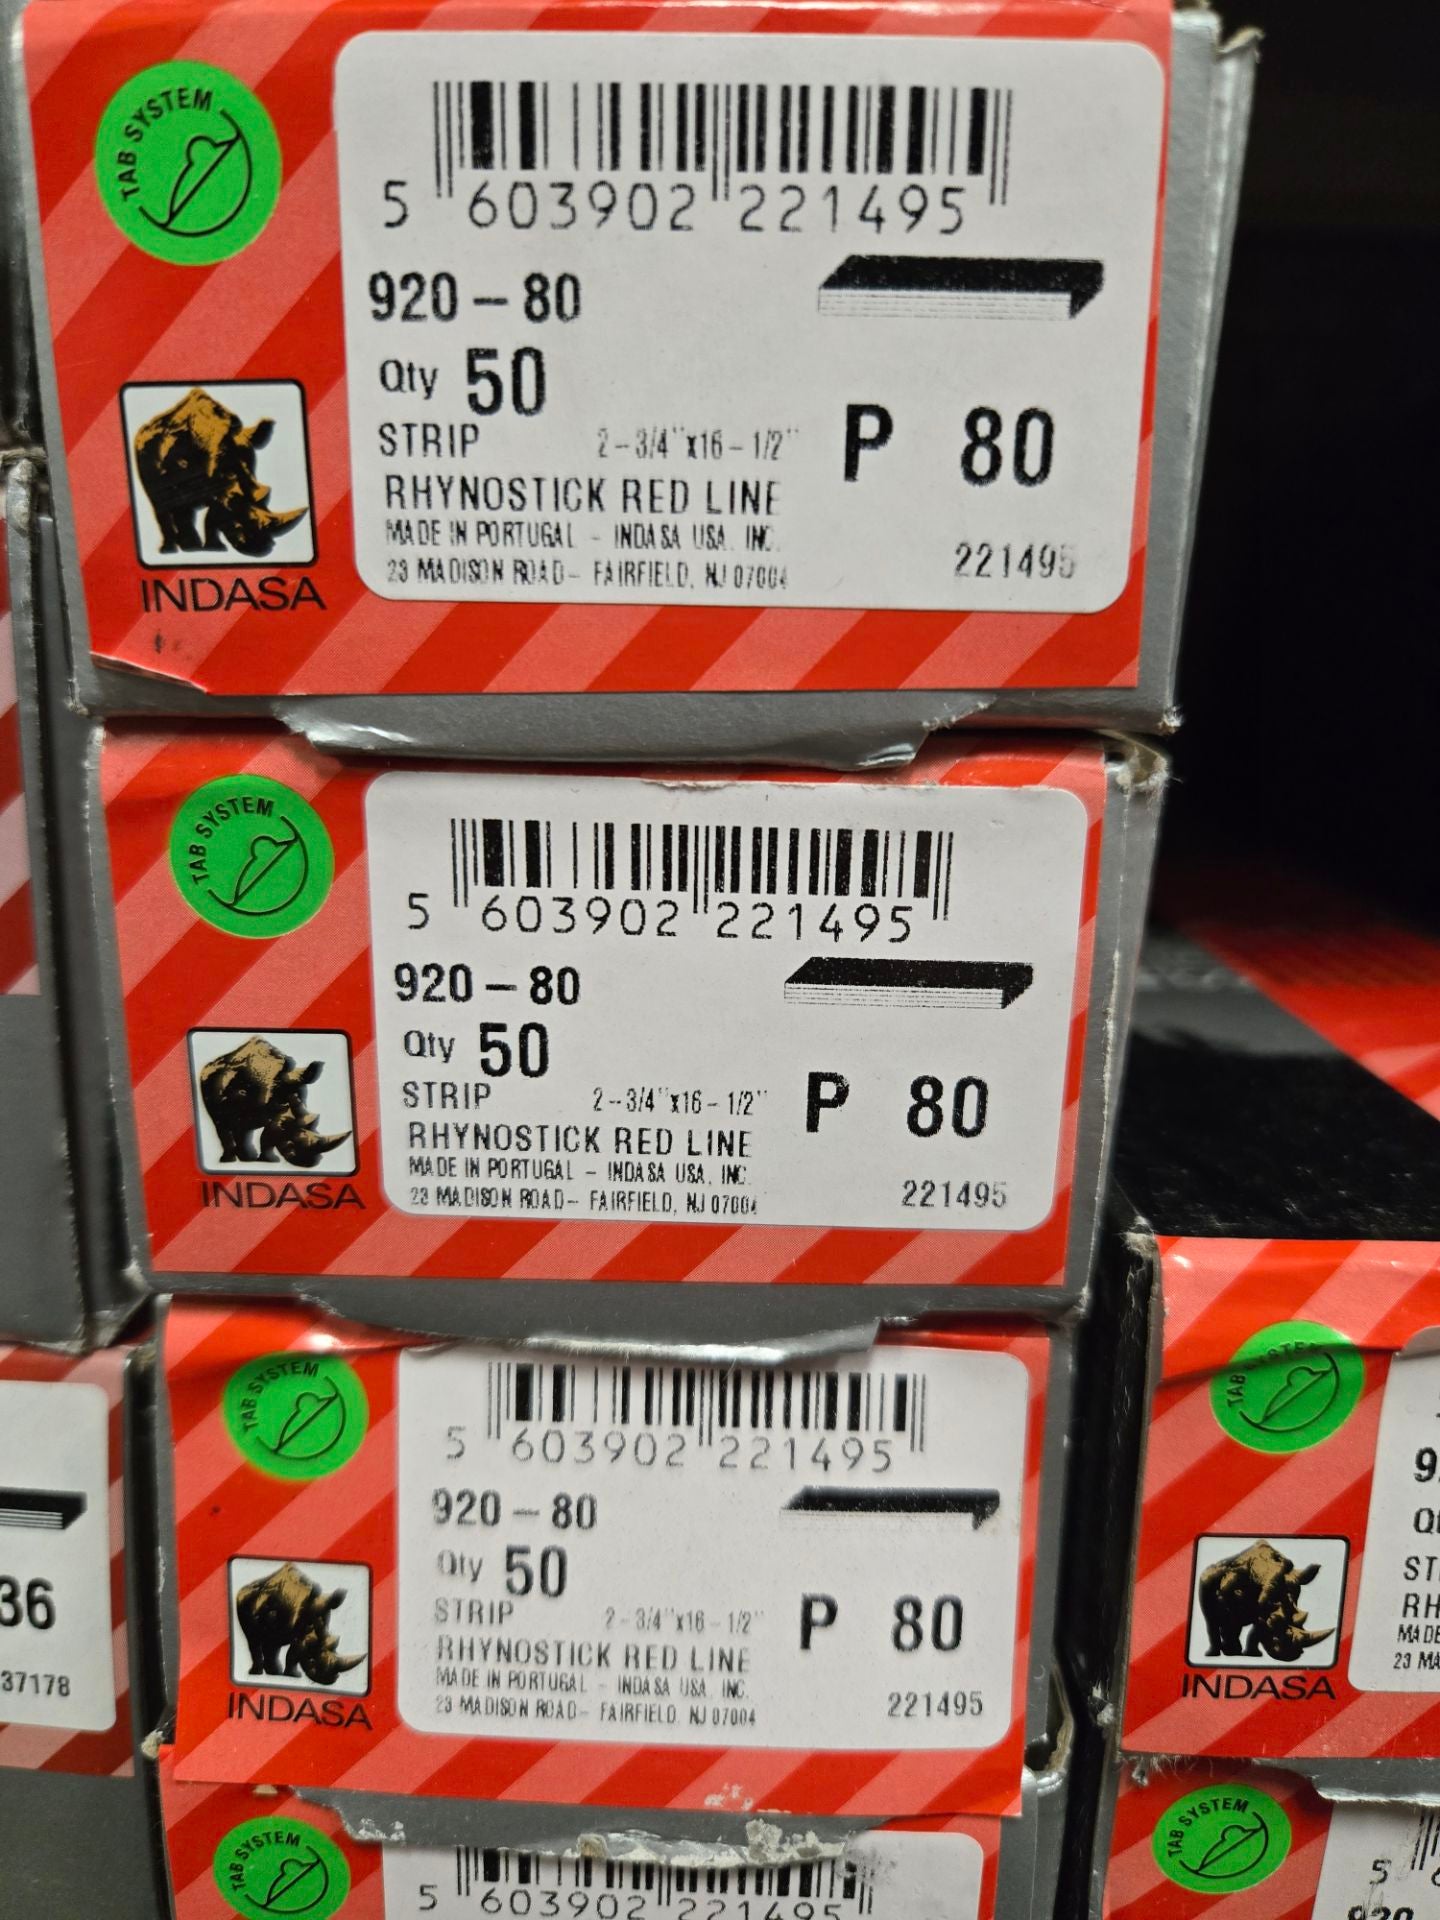 TAB SYSTEM
5 603902 221495
920-80
Qty 50
STRIP 2-3/4"x16-1/2" P 80
RHYNOSTICK RED LINE
MADE IN PORTUGAL - INDASA USA, INC.
23 MADISON ROAD- FAIRFIELD, NJ 07004 221495
INDASA
TAB SYSTEM
5 603902 221495
920-80
Qty 50
STRIP 2-3/4"x16-1/2" P 80
RHYNOSTICK RED LINE
MADE IN PORTUGAL - INDASA USA, INC.
23 MADISON ROAD- FAIRFIELD, NJ 07004 221495
INDASA
TAB SYSTEM
5 603902 221495
920-80
Qty 50
STRIP 2-3/4"x16-1/2" P 80
RHYNOSTICK RED LINE
MADE IN PORTUGAL - INDASA USA, INC.
23 MADISON ROAD- FAIRFIELD, NJ 07004 221495
INDASA
TAB SYSTEM
5 603902 221495
36
37178
TAB SYSTEM
INDASA
TAB SYSTEM
5
920